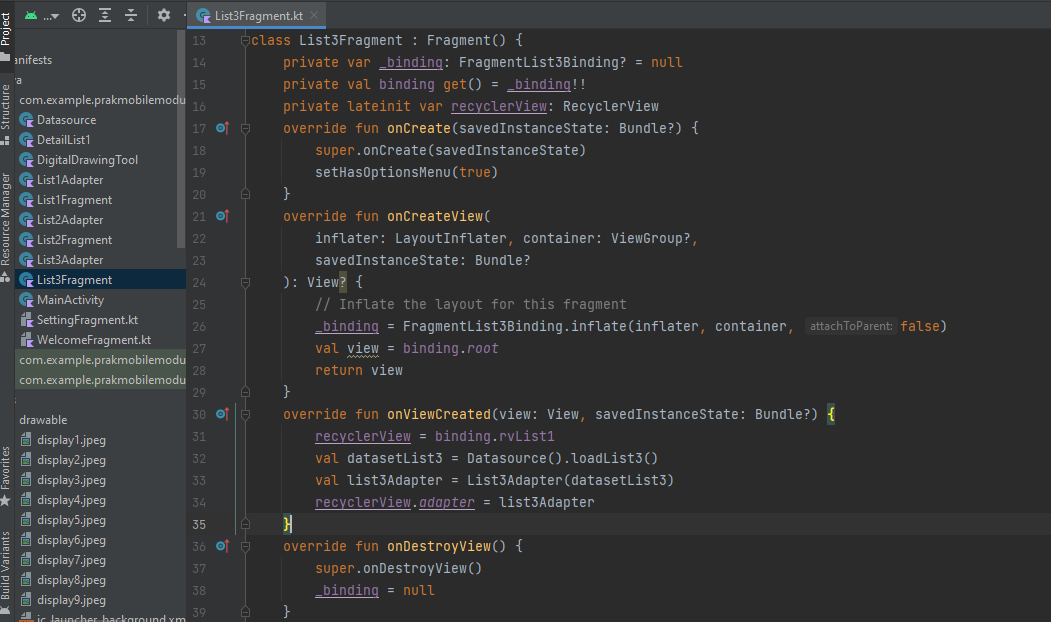 Project
Structure
Resource Manager
Favorites
Build Variants
...
List3Fragment.kt
anifests
va
com.example.prakmobilemodu
Datasource
DetailList1
DigitalDrawingTool
List1Adapter
List1Fragment
List2Adapter
List2Fragment
List3Adapter
List3Fragment
MainActivity
SettingFragment.kt
WelcomeFragment.kt
com.example.prakmobilemodu
com.example.prakmobilemodu
drawable
display1.jpeg
display2.jpeg
display3.jpeg
display4.jpeg
display5.jpeg
display6.jpeg
display7.jpeg
display8.jpeg
display9.jpeg
ic_launcher_background.xm
13 class List3Fragment : Fragment() {
14 private var _binding: FragmentList3Binding? = null
15 private val binding get() = _binding!!
16 private lateinit var recyclerView: RecyclerView
17 override fun onCreate(savedInstanceState: Bundle?) {
18 super.onCreate(savedInstanceState)
19 setHasOptionsMenu(true)
20 }
21 override fun onCreateView(
22 inflater: LayoutInflater, container: ViewGroup?,
23 savedInstanceState: Bundle?
24 ): View? {
25 // Inflate the layout for this fragment
26 _binding = FragmentList3Binding.inflate(inflater, container, attachToParent: false)
27 val view = binding.root
28 return view
29 }
30 override fun onViewCreated(view: View, savedInstanceState: Bundle?) {
31 recyclerView = binding.rvList1
32 val datasetList3 = Datasource().loadList3()
33 val list3Adapter = List3Adapter(datasetList3)
34 recyclerView.adapter = list3Adapter
35 }
36 override fun onDestroyView() {
37 super.onDestroyView()
38 _binding = null
39 }